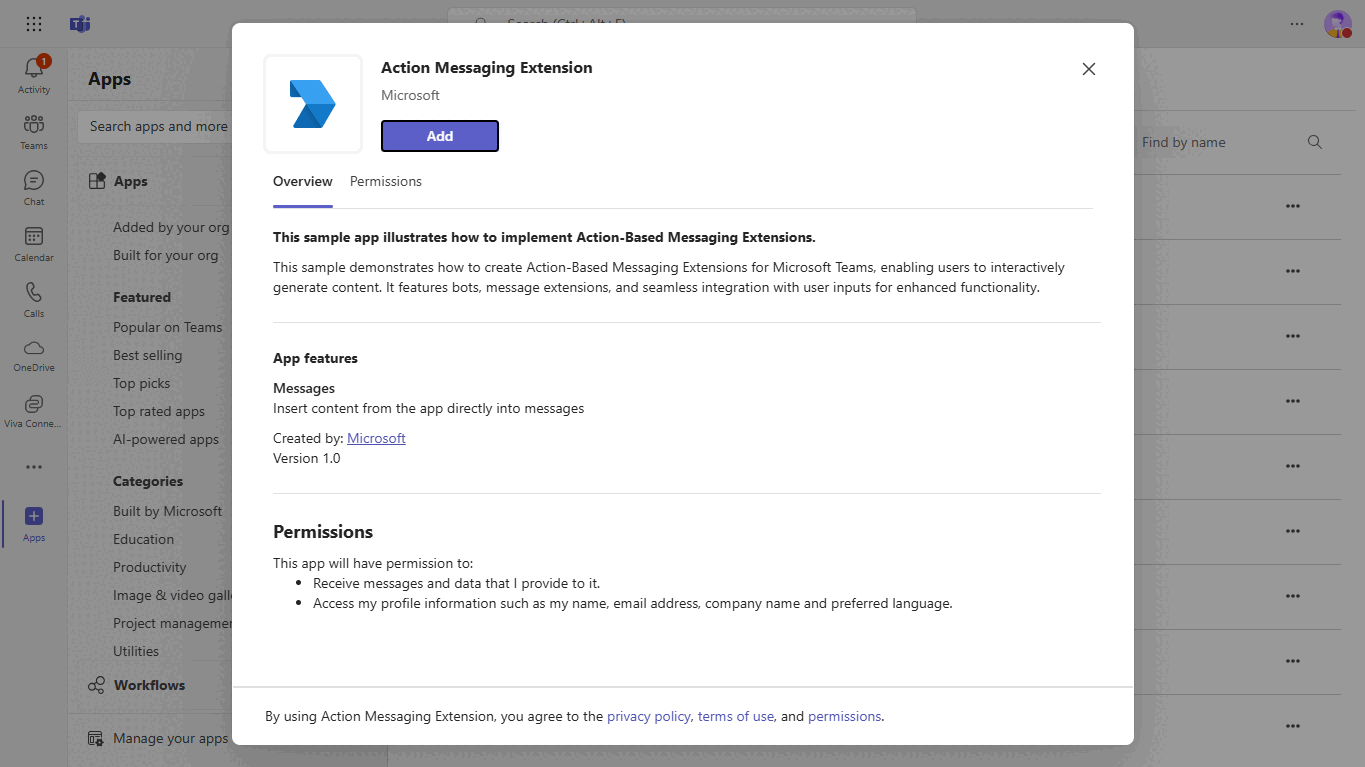 Search (Ctrl+Alt+E)
1
Activity
Teams
Chat
Calendar
Calls
OneDrive
Viva Conne...
Apps
Apps
Search apps and more
Apps
Added by your org
Built for your org
Featured
Popular on Teams
Best selling
Top picks
Top rated apps
AI-powered apps
Categories
Built by Microsoft
Education
Productivity
Image & video galle
Project managemen
Utilities
Workflows
Manage your apps
Action Messaging Extension
Microsoft
Add
Overview
Permissions
This sample app illustrates how to implement Action-Based Messaging Extensions.
This sample demonstrates how to create Action-Based Messaging Extensions for Microsoft Teams, enabling users to interactively
generate content. It features bots, message extensions, and seamless integration with user inputs for enhanced functionality.
App features
Messages
Insert content from the app directly into messages
Created by: Microsoft
Version 1.0
Permissions
This app will have permission to:
• Receive messages and data that I provide to it.
• Access my profile information such as my name, email address, company name and preferred language.
By using Action Messaging Extension, you agree to the privacy policy, terms of use, and permissions.
Find by name